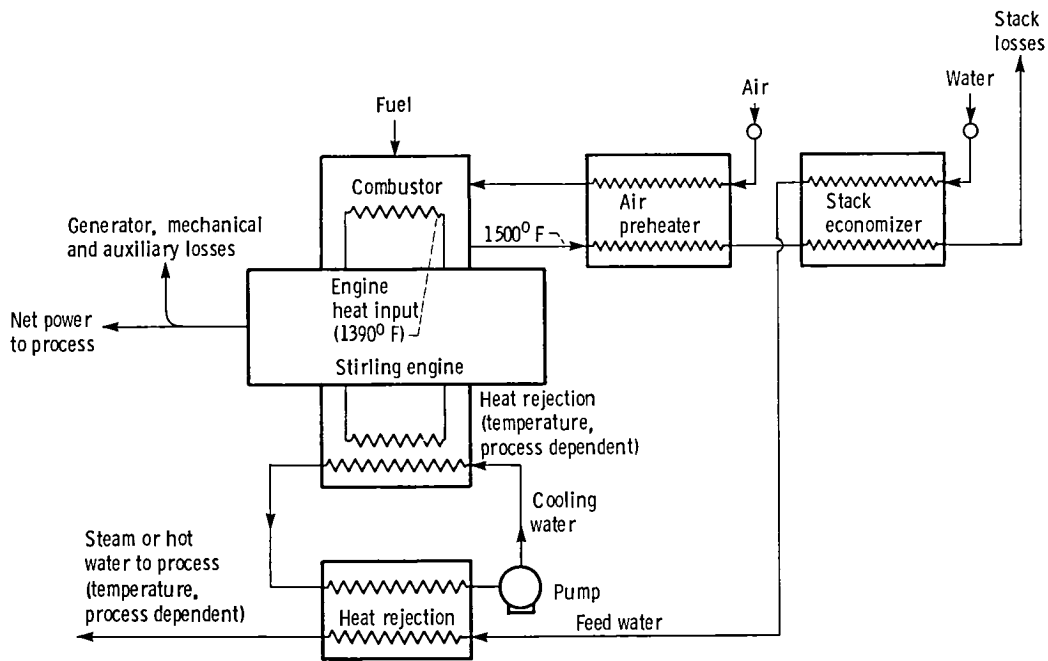 Stack
losses
Air
Water
Fuel
Combustor
Air
preheater
Stack
economizer
Generator, mechanical
and auxiliary losses
1500⁰ F
Engine
heat input
(1390⁰ F)
Net power
to process
Stirling engine
Heat rejection
(temperature,
process dependent)
Cooling
water
Steam or hot
water to process
(temperature,
process dependent)
Pump
Heat rejection
Feed water